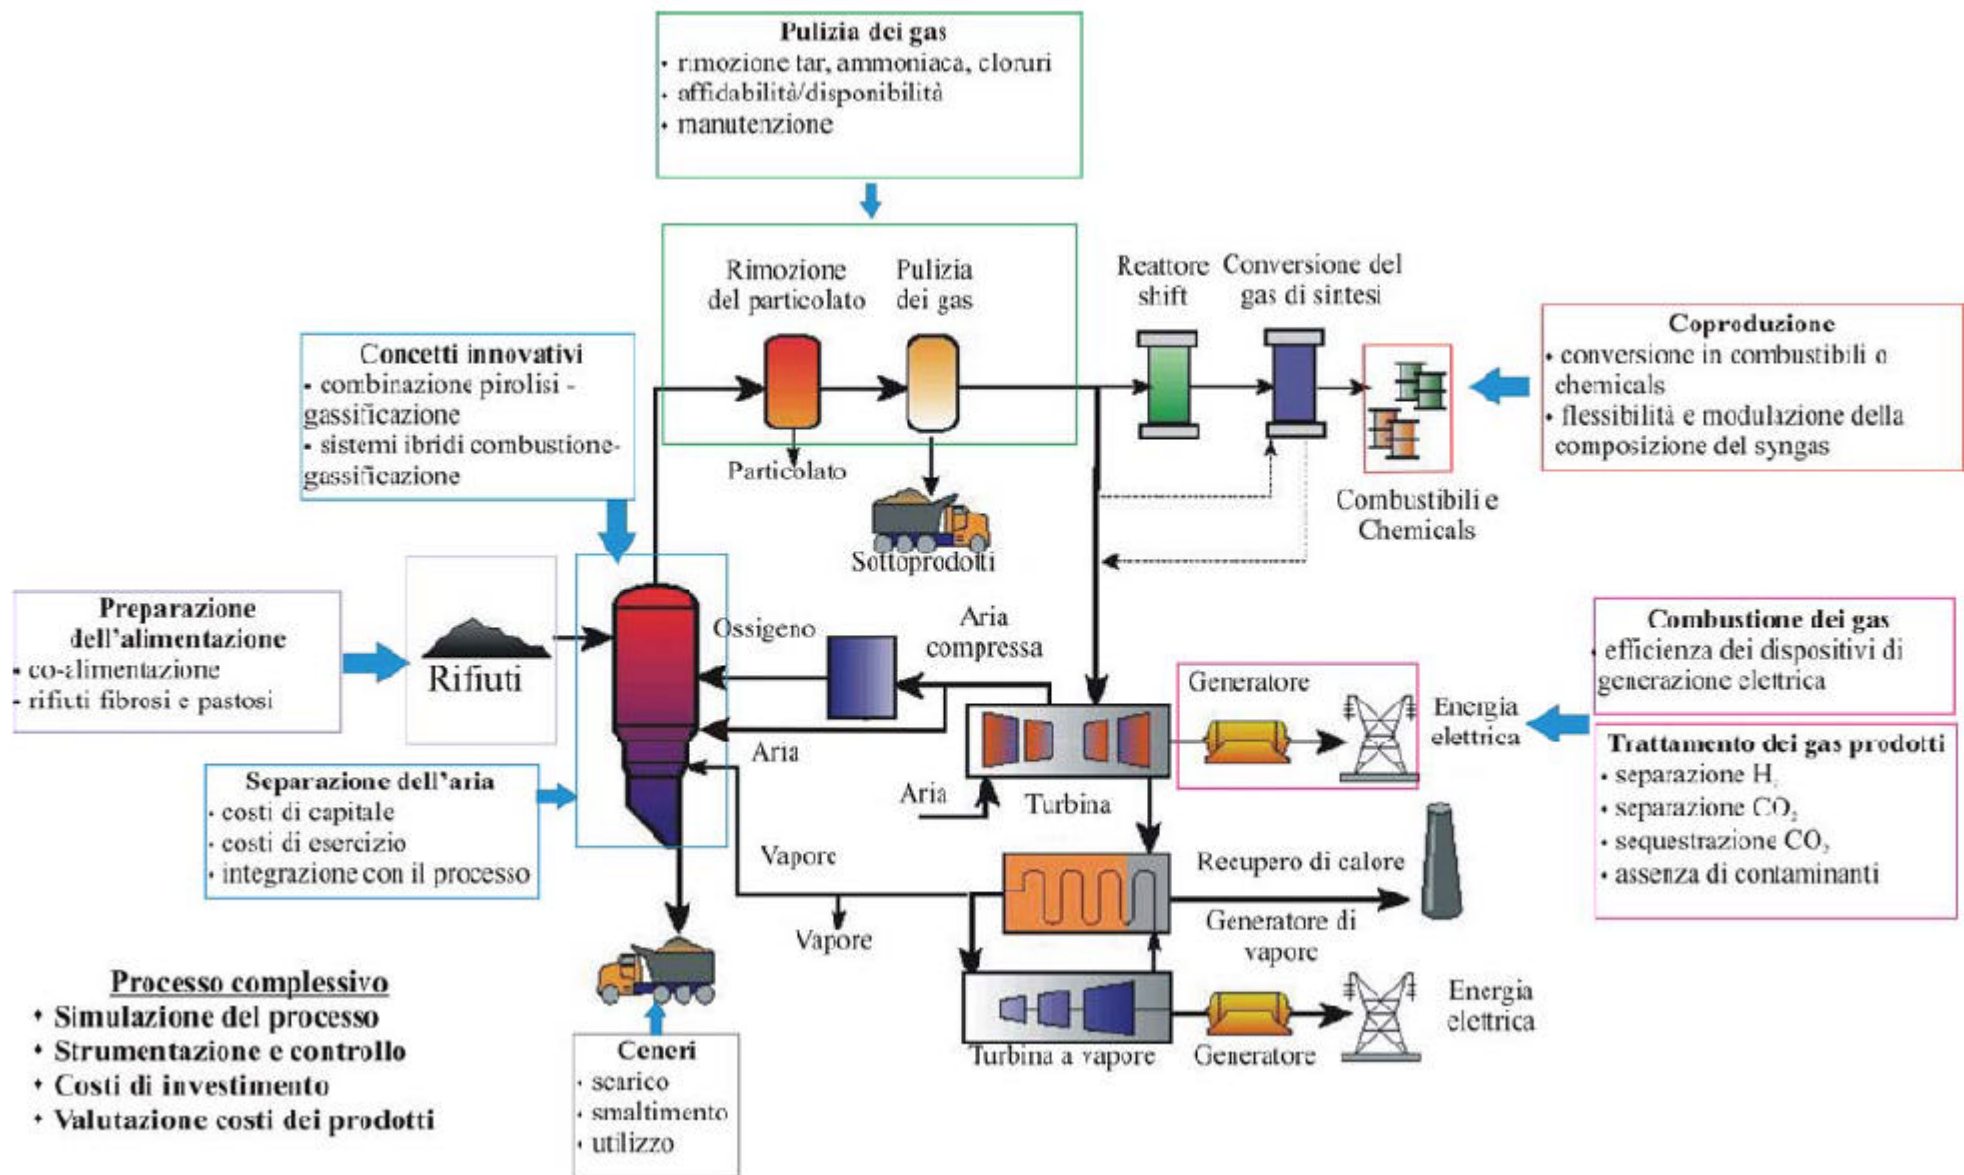 Pulizia dei gas
• rimozione tar, ammoniaca, cloruri
• affidabilità/disponibilità
• manutenzione
Rimozione
del particolato
Pulizia
dei gas
Reattore
shift
Conversione del
gas di sintesi
Particolato
Sottoprodotti
Combustibili e
Chemicals
Coproduzione
• conversione in combustibili o
chemicals
• flessibilità e modulazione della
composizione del syngas
Concetti innovativi
• combinazione pirolisi -
gassificazione
• sistemi ibridi combustione-
gassificazione
Preparazione
dell'alimentazione
• co-alimentazione
- rifiuti fibrosi e pastosi
Rifiuti
Ossigeno
Aria
compressa
Aria
Aria
Turbina
Generatore
Energia
elettrica
Combustione dei gas
• efficienza dei dispositivi di
generazione elettrica
Trattamento dei gas prodotti
• separazione H₂
• separazione CO₂
• sequestrazione CO₂
• assenza di contaminanti
Separazione dell'aria
• costi di capitale
• costi di esercizio
• integrazione con il processo
Vapore
Vapore
Recupero di calore
Generatore di
vapore
Turbina a vapore
Generatore
Energia
elettrica
Processo complessivo
• Simulazione del processo
• Strumentazione e controllo
• Costi di investimento
• Valutazione costi dei prodotti
Ceneri
• scarico
• smaltimento
• utilizzo